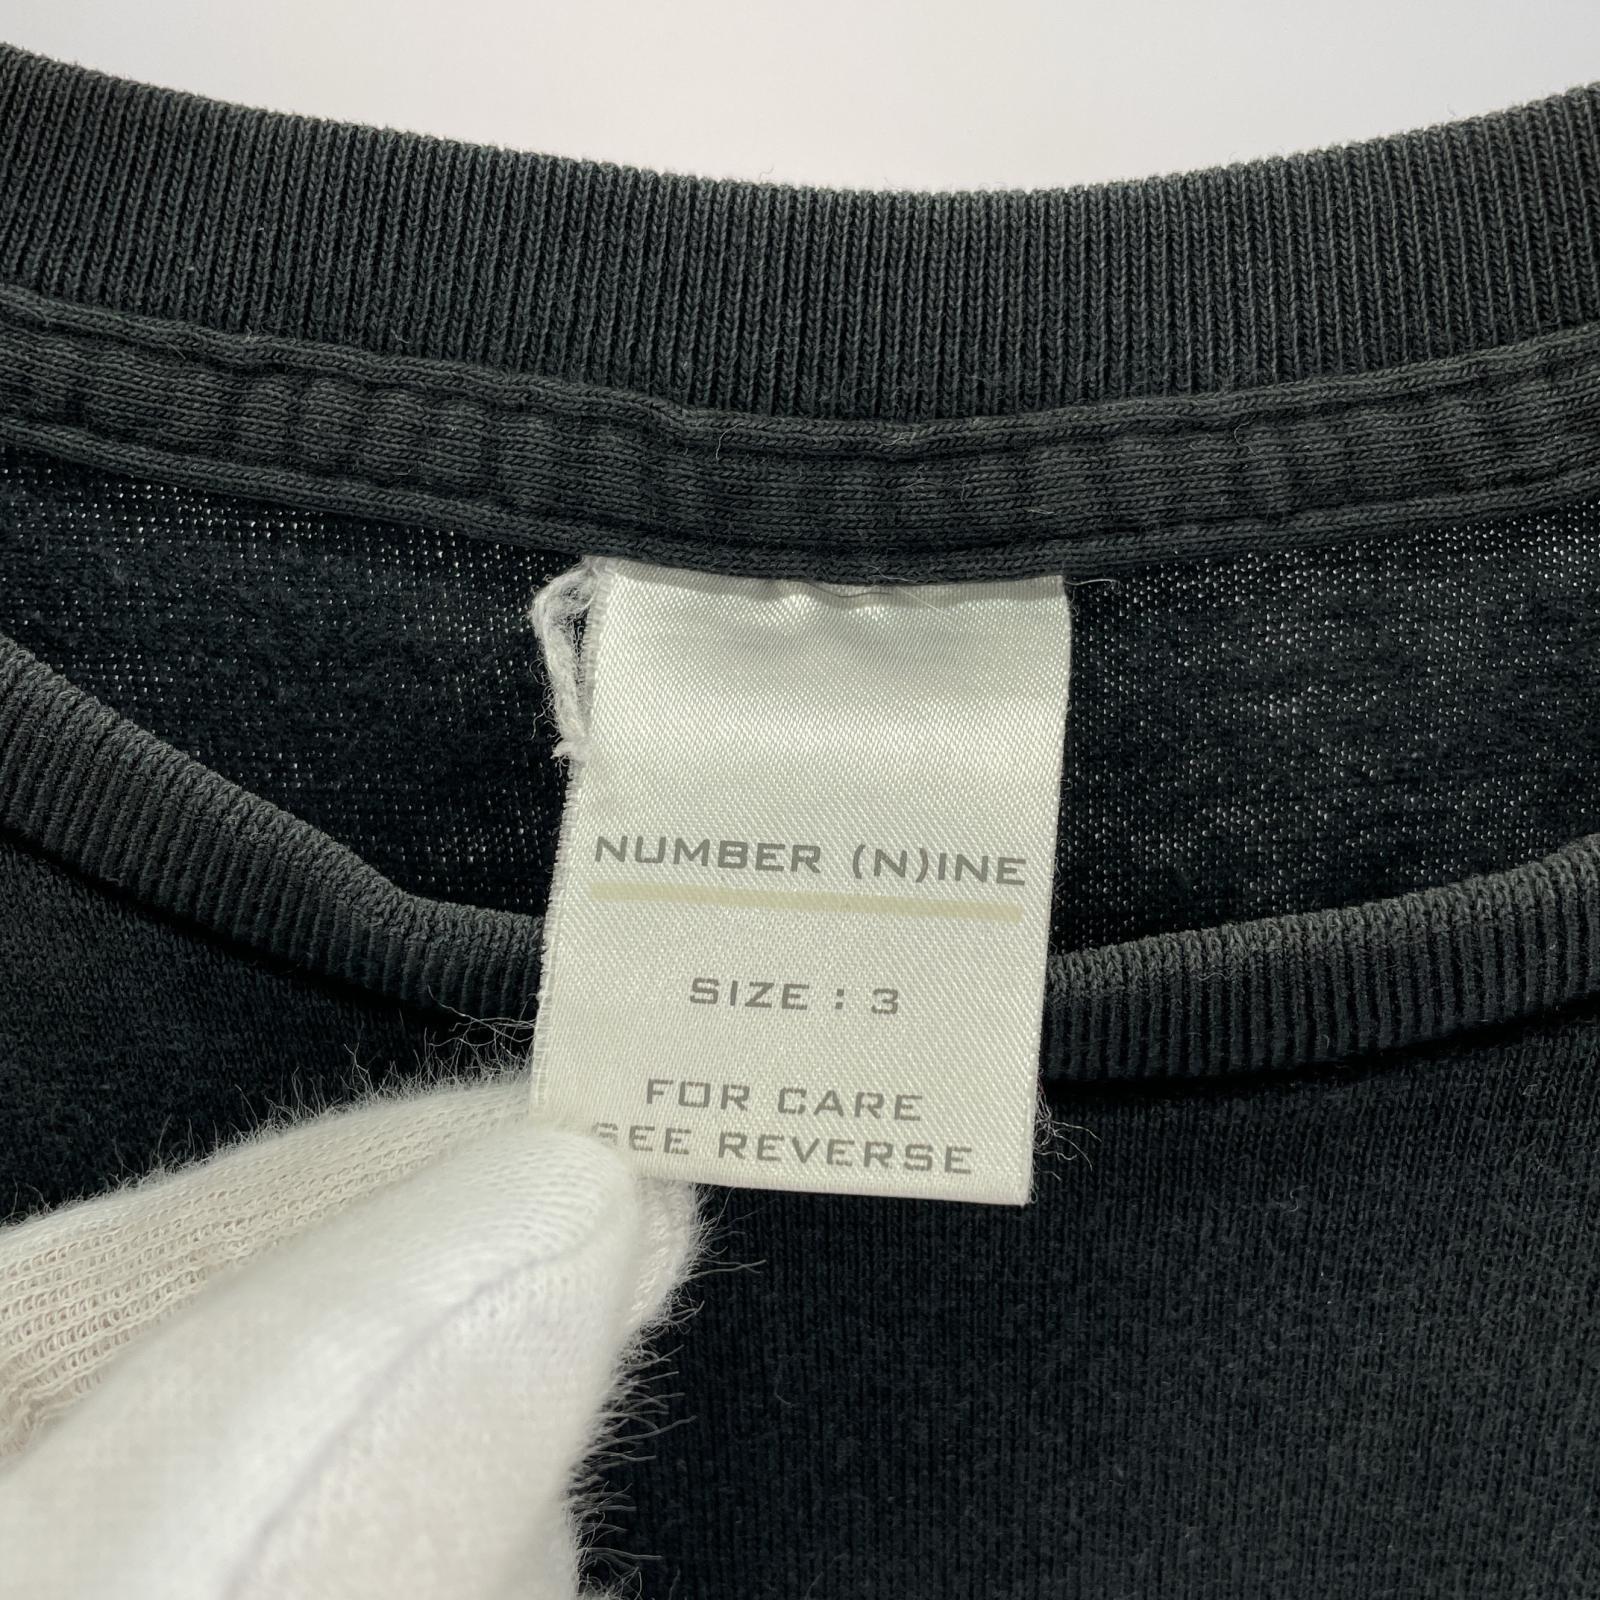 NUMBER (N)INE
SIZE : 3
FOR CARE
SEE REVERSE